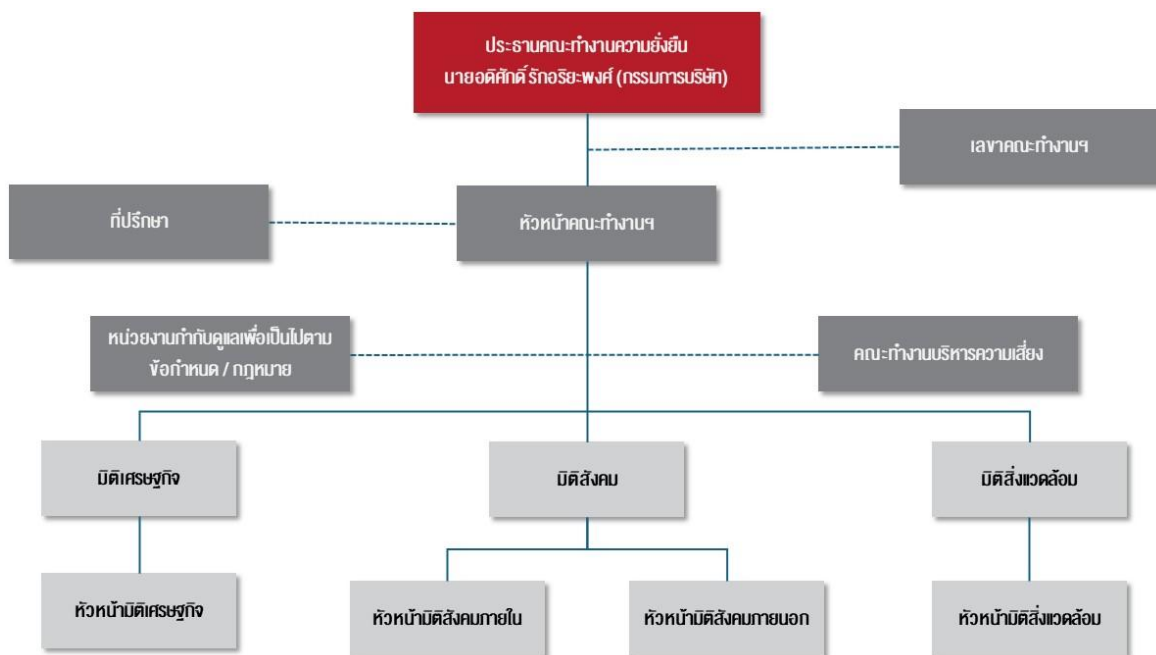 ประธานคณะทำงานความยั่งยืน
นายอดิศักดิ์ รักอริยะพงศ์ (กรรมการบริษัท)
เลขาคณะทำงานฯ
ที่ปรึกษา
หัวหน้าคณะทำงานฯ
หน่วยงานกำกับดูแลเพื่อเป็นไปตาม
ข้อกำหนด / กฎหมาย
คณะทำงานบริหารความเสี่ยง
มิติเศรษฐกิจ
มิติสังคม
มิติสิ่งแวดล้อม
หัวหน้ามิติเศรษฐกิจ
หัวหน้ามิติสังคมภายใน
หัวหน้ามิติสังคมภายนอก
หัวหน้ามิติสิ่งแวดล้อม